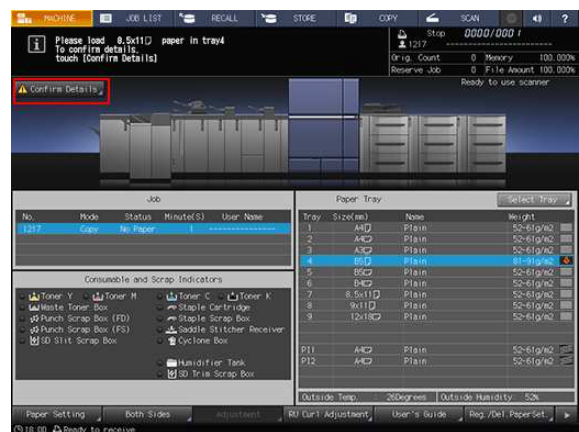 MACHINE JOB LIST RECALL STORE COPY SCAN ?
Please load 8.5x11 paper in tray4
To confirm details,
touch [Confirm Details]
Stop 0000/0000
1217
Orig. Count 0 Memory 100.000%
Reserve Job 0 File Amount 100.000%
Confirm Details
Ready to use scanner
Job
No. Mode Status Minute(S) User Name
1217 Copy No Paper 1 --------------
Consumable and Scrap Indicators
Toner Y Toner M Toner C Toner K
Waste Toner Box Staple Cartridge
Punch Scrap Box (FD) Staple Scrap Box
Punch Scrap Box (FS) Saddle Stitcher Receiver
SD Slit Scrap Box Cyclone Box
Humidifier Tank
SD Trim Scrap Box
Paper Tray Select Tray
Tray Size(mm) Name Weight
1 A4 Plain 52-61g/m2
2 A4 Plain 52-61g/m2
3 A3 Plain 52-61g/m2
4 B5 Plain 81-91g/m2
5 B5 Plain 52-61g/m2
6 B4 Plain 52-61g/m2
7 8.5x11 Plain 52-61g/m2
8 9x11 Plain 52-61g/m2
9 12x18 Plain 52-61g/m2
PI1 A4 Plain 52-61g/m2
PI2 A4 Plain 52-61g/m2
Outside Temp. : 26Degrees Outside Humidity 52%
Paper Setting Both Sides Adjustment RU Curl Adjustment User's Guide Reg./Del.PaperSet.
18:00 Ready to receive